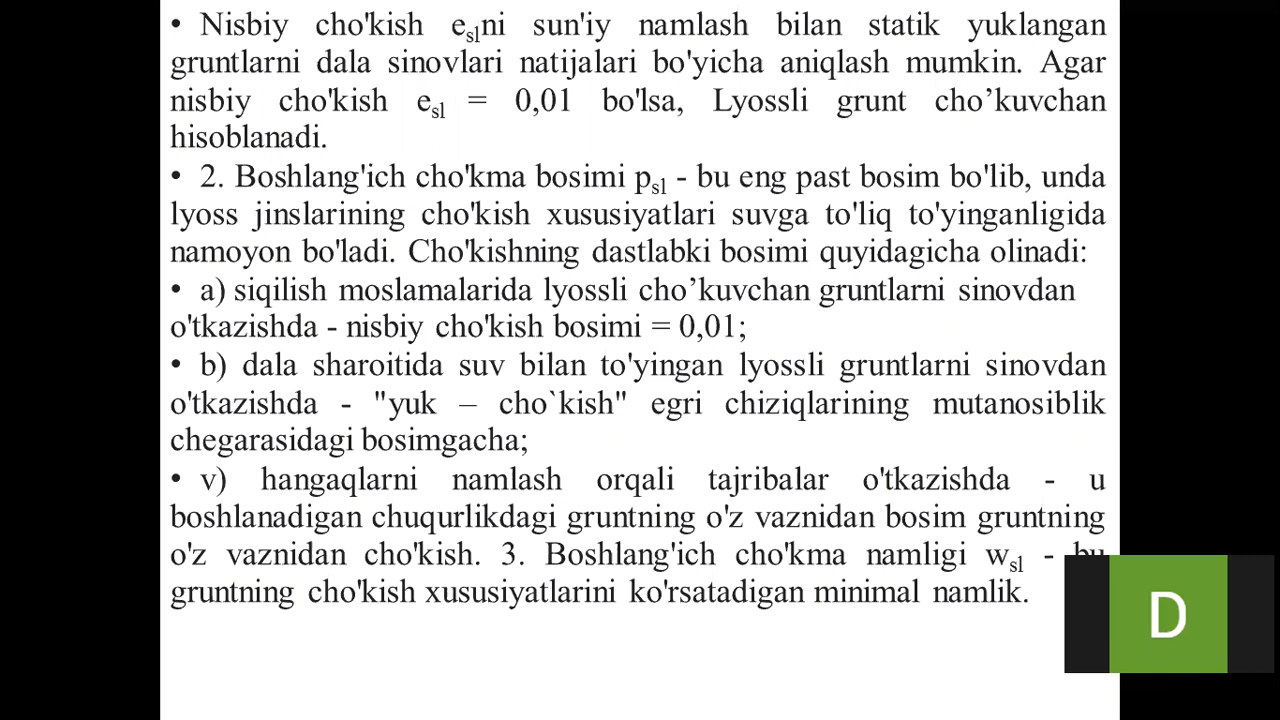 • Nisbiy cho'kish eslni sun'iy namlash bilan statik yuklangan
gruntlarni dala sinovlari natijalari bo'yicha aniqlash mumkin. Agar
nisbiy cho'kish esl = 0,01 bo'lsa, Lyossli grunt cho’kuvchan
hisoblanadi.
• 2. Boshlang'ich cho'kma bosimi psl - bu eng past bosim bo'lib, unda
lyoss jinslarining cho'kish xususiyatlari suvga to'liq to'yinganligida
namoyon bo'ladi. Cho'kishning dastlabki bosimi quyidagicha olinadi:
• a) siqilish moslamalarida lyossli cho’kuvchan gruntlarni sinovdan
o'tkazishda - nisbiy cho'kish bosimi = 0,01;
• b) dala sharoitida suv bilan to'yingan lyossli gruntlarni sinovdan
o'tkazishda - "yuk – cho`kish" egri chiziqlarining mutanosiblik
chegarasidagi bosimgacha;
• v) hangaqlarni namlash orqali tajribalar o'tkazishda - u
boshlanadigan chuqurlikdagi gruntning o'z vaznidan bosim gruntning
o'z vaznidan cho'kish. 3. Boshlang'ich cho'kma namligi wsl - bu
gruntning cho'kish xususiyatlarini ko'rsatadigan minimal namlik.
D